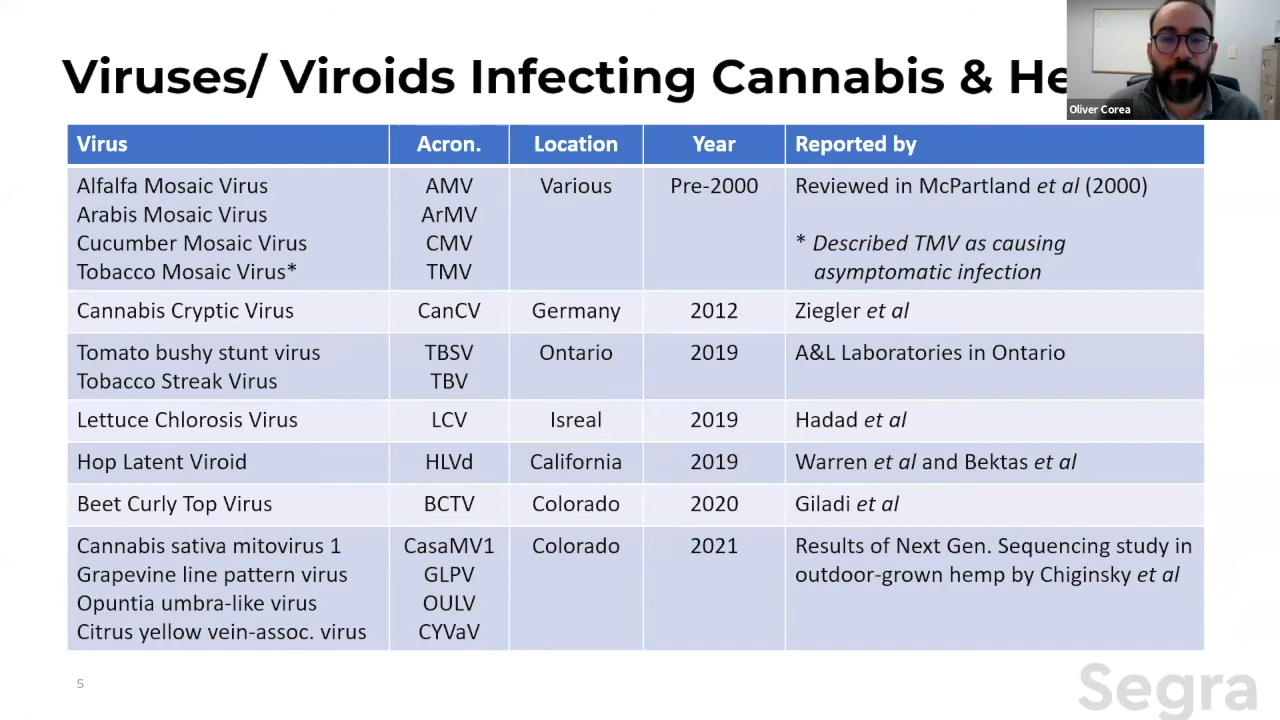 Viruses/ Viroids Infecting Cannabis & He
Oliver Corea
Virus Acron. Location Year Reported by
Alfalfa Mosaic Virus AMV Various Pre-2000 Reviewed in McPartland et al (2000)
Arabis Mosaic Virus ArMV
Cucumber Mosaic Virus CMV * Described TMV as causing
Tobacco Mosaic Virus* TMV asymptomatic infection
Cannabis Cryptic Virus CanCV Germany 2012 Ziegler et al
Tomato bushy stunt virus TBSV Ontario 2019 A&L Laboratories in Ontario
Tobacco Streak Virus TBV
Lettuce Chlorosis Virus LCV Isreal 2019 Hadad et al
Hop Latent Viroid HLVd California 2019 Warren et al and Bektas et al
Beet Curly Top Virus BCTV Colorado 2020 Giladi et al
Cannabis sativa mitovirus 1 CasaMV1 Colorado 2021 Results of Next Gen. Sequencing study in
Grapevine line pattern virus GLPV outdoor-grown hemp by Chiginsky et al
Opuntia umbra-like virus OULV
Citrus yellow vein-assoc. virus CYVaV
5
Segra